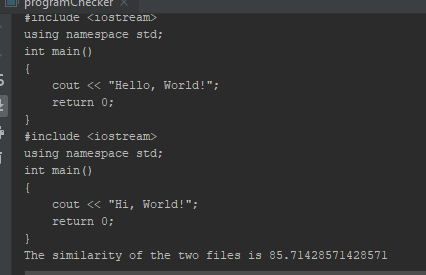 programChecker
#include <iostream>
using namespace std;
int main()
{
    cout << "Hello, World!";
    return 0;
}
#include <iostream>
using namespace std;
int main()
{
    cout << "Hi, World!";
    return 0;
}
The similarity of the two files is 85.71428571428571